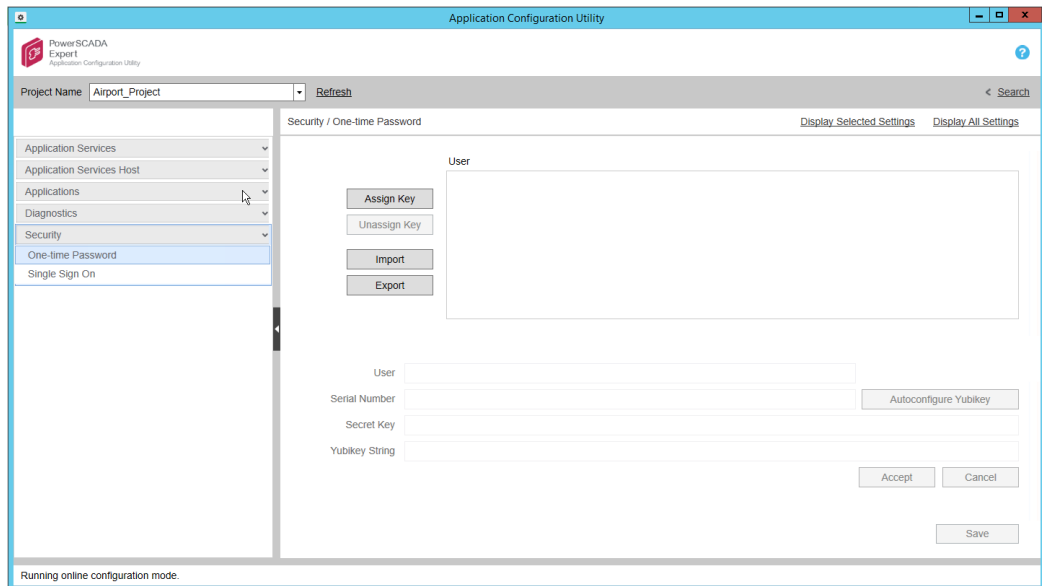 Application Configuration Utility
PowerSCADA
Expert
Application Configuration Utility
?
Project Name Airport_Project Refresh Search
Security / One-time Password Display Selected Settings Display All Settings
Application Services
Application Services Host
Applications
Diagnostics
Security
One-time Password
Single Sign On
User
Assign Key
Unassign Key
Import
Export
User
Serial Number Autoconfigure Yubikey
Secret Key
Yubikey String
Accept Cancel
Save
Running online configuration mode.